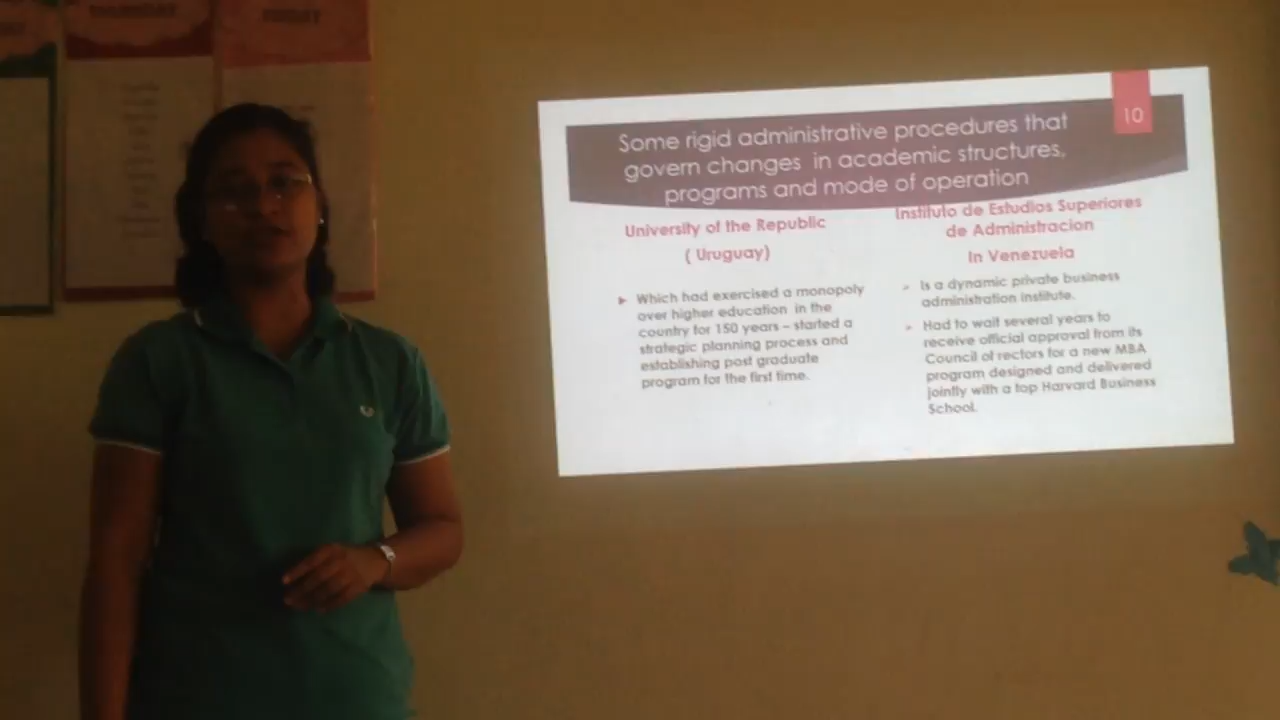 10
Some rigid administrative procedures that
govern changes in academic structures,
programs and mode of operation
University of the Republic
( Uruguay)
Which had exercised a monopoly
over higher education in the
country for 150 years – started a
strategic planning process and
establishing post graduate
program for the first time.
Instituto de Estudios Superiores
de Administracion
In Venezuela
Is a dynamic private business
administration institute.
Had to wait several years to
receive official approval from its
Council of rectors for a new MBA
program designed and delivered
jointly with a top Harvard Business
School.